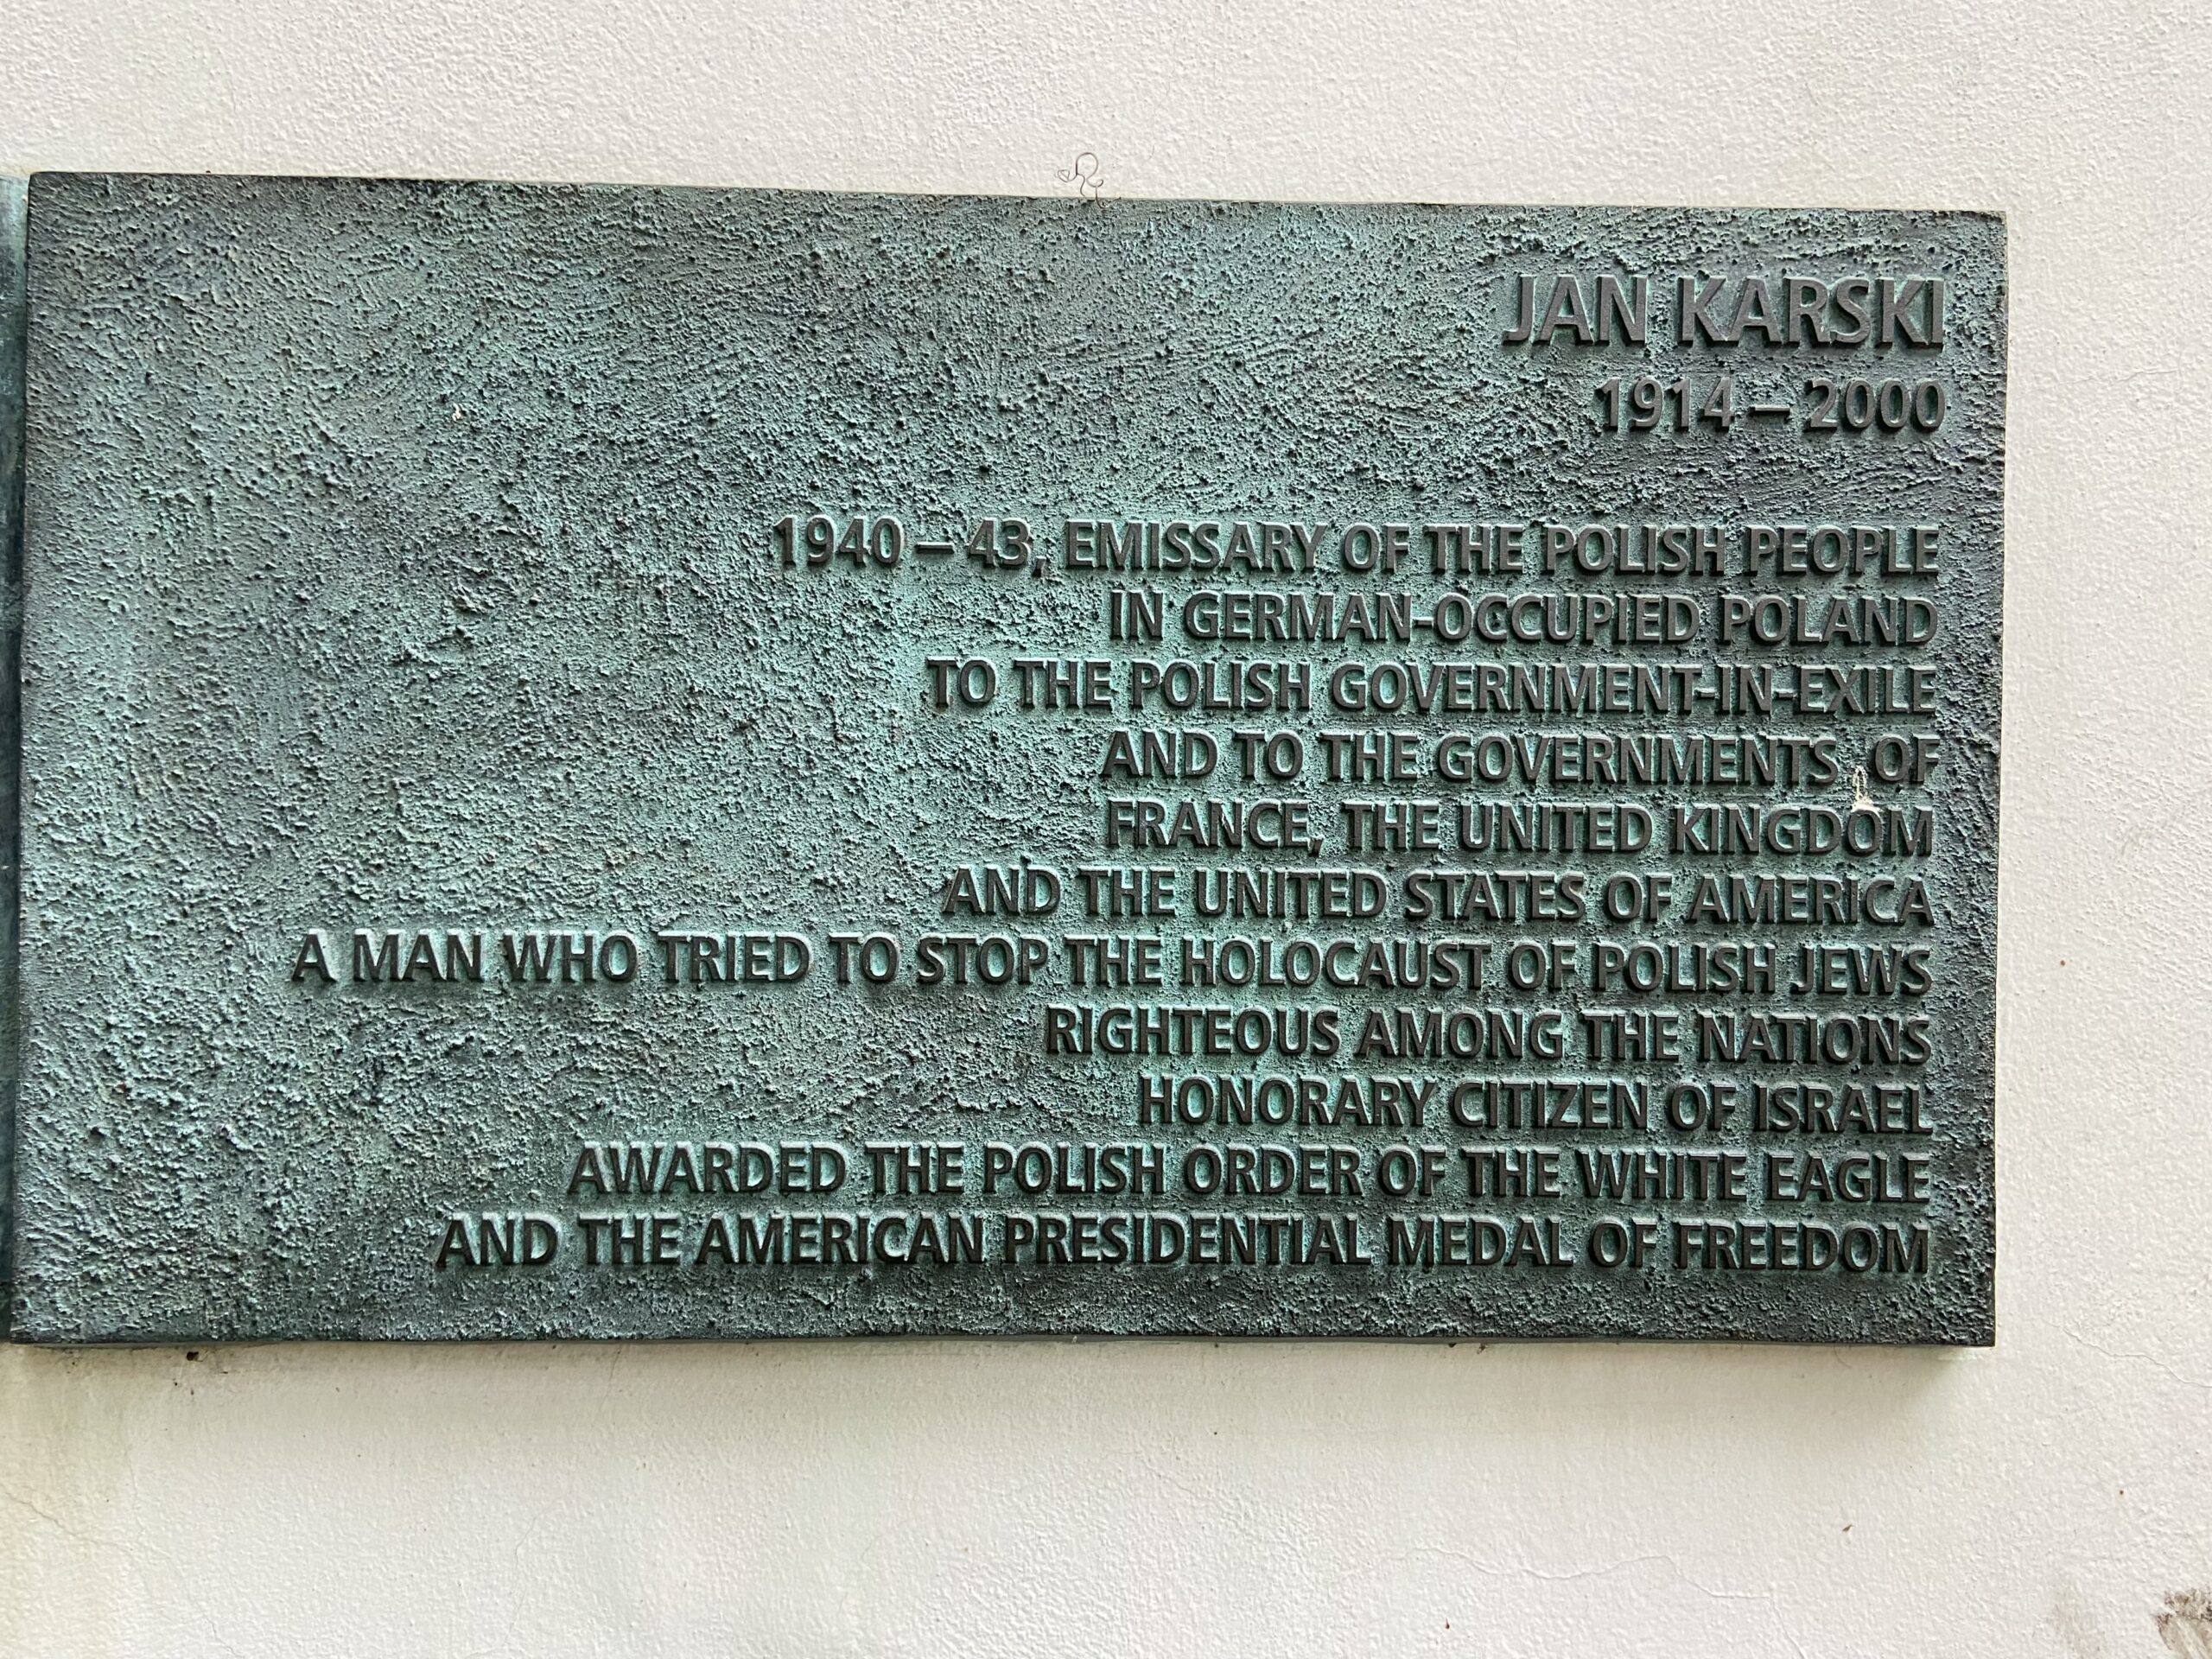 JAN KARSKI
1914 – 2000
1940 – 43, EMISSARY OF THE POLISH PEOPLE
IN GERMAN-OCCUPIED POLAND
TO THE POLISH GOVERNMENT-IN-EXILE
AND TO THE GOVERNMENTS OF
FRANCE, THE UNITED KINGDOM
AND THE UNITED STATES OF AMERICA
A MAN WHO TRIED TO STOP THE HOLOCAUST OF POLISH JEWS
RIGHTEOUS AMONG THE NATIONS
HONORARY CITIZEN OF ISRAEL
AWARDED THE POLISH ORDER OF THE WHITE EAGLE
AND THE AMERICAN PRESIDENTIAL MEDAL OF FREEDOM